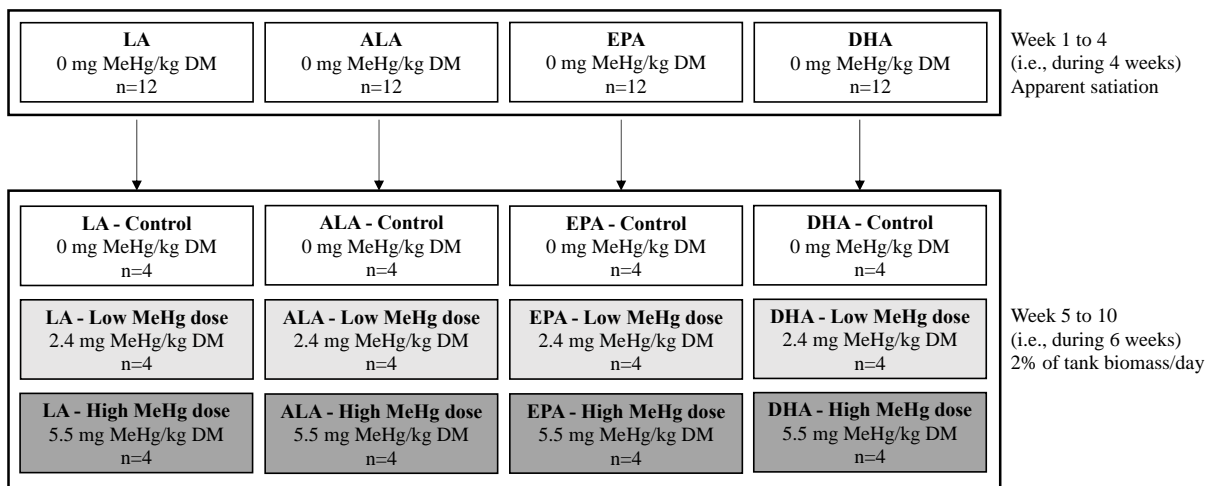 LA
0 mg MeHg/kg DM
n=12
ALA
0 mg MeHg/kg DM
n=12
EPA
0 mg MeHg/kg DM
n=12
DHA
0 mg MeHg/kg DM
n=12
Week 1 to 4
(i.e., during 4 weeks)
Apparent satiation
LA - Control
0 mg MeHg/kg DM
n=4
ALA - Control
0 mg MeHg/kg DM
n=4
EPA - Control
0 mg MeHg/kg DM
n=4
DHA - Control
0 mg MeHg/kg DM
n=4
LA - Low MeHg dose
2.4 mg MeHg/kg DM
n=4
ALA - Low MeHg dose
2.4 mg MeHg/kg DM
n=4
EPA - Low MeHg dose
2.4 mg MeHg/kg DM
n=4
DHA - Low MeHg dose
2.4 mg MeHg/kg DM
n=4
Week 5 to 10
(i.e., during 6 weeks)
2% of tank biomass/day
LA - High MeHg dose
5.5 mg MeHg/kg DM
n=4
ALA - High MeHg dose
5.5 mg MeHg/kg DM
n=4
EPA - High MeHg dose
5.5 mg MeHg/kg DM
n=4
DHA - High MeHg dose
5.5 mg MeHg/kg DM
n=4